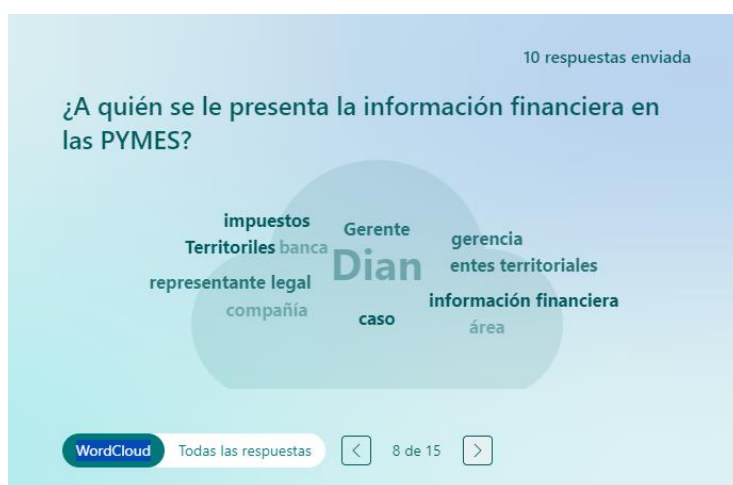 10 respuestas enviada
¿A quién se le presenta la información financiera en
las PYMES?
impuestos
Gerente
gerencia
Territoriles banca
Dian
entes territoriales
representante legal
información financiera
compañía
caso
área
WordCloud
Todas las respuestas
<
8 de 15
>